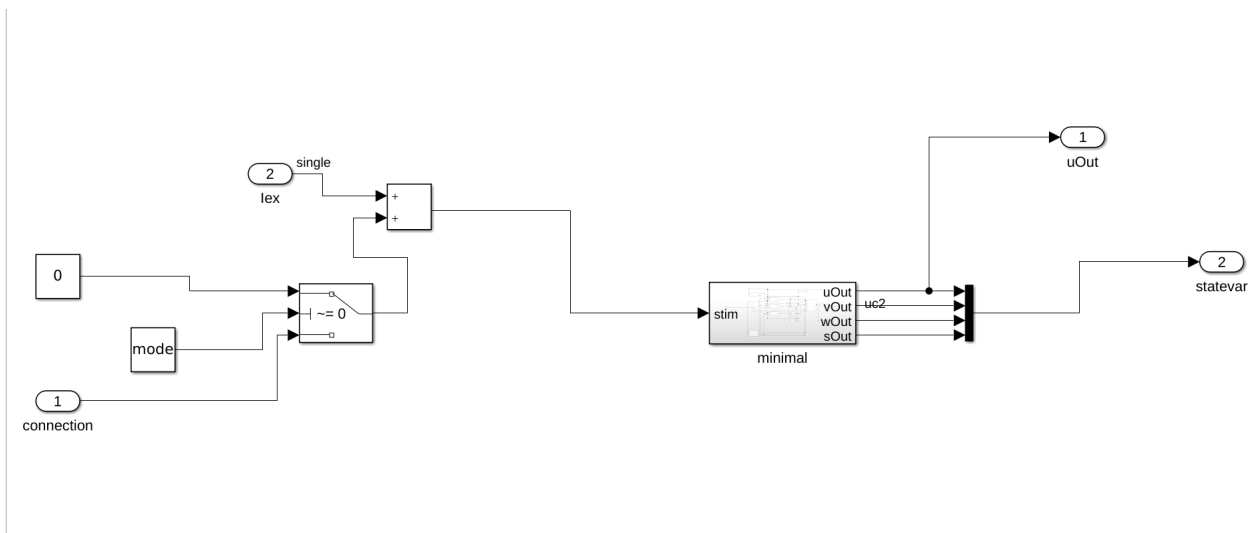 1
uOut
single
2
Iex
+
+
0
2
statevar
~= 0
mode
stim
uOut
vOut
wOut
sOut
uc2
minimal
1
connection